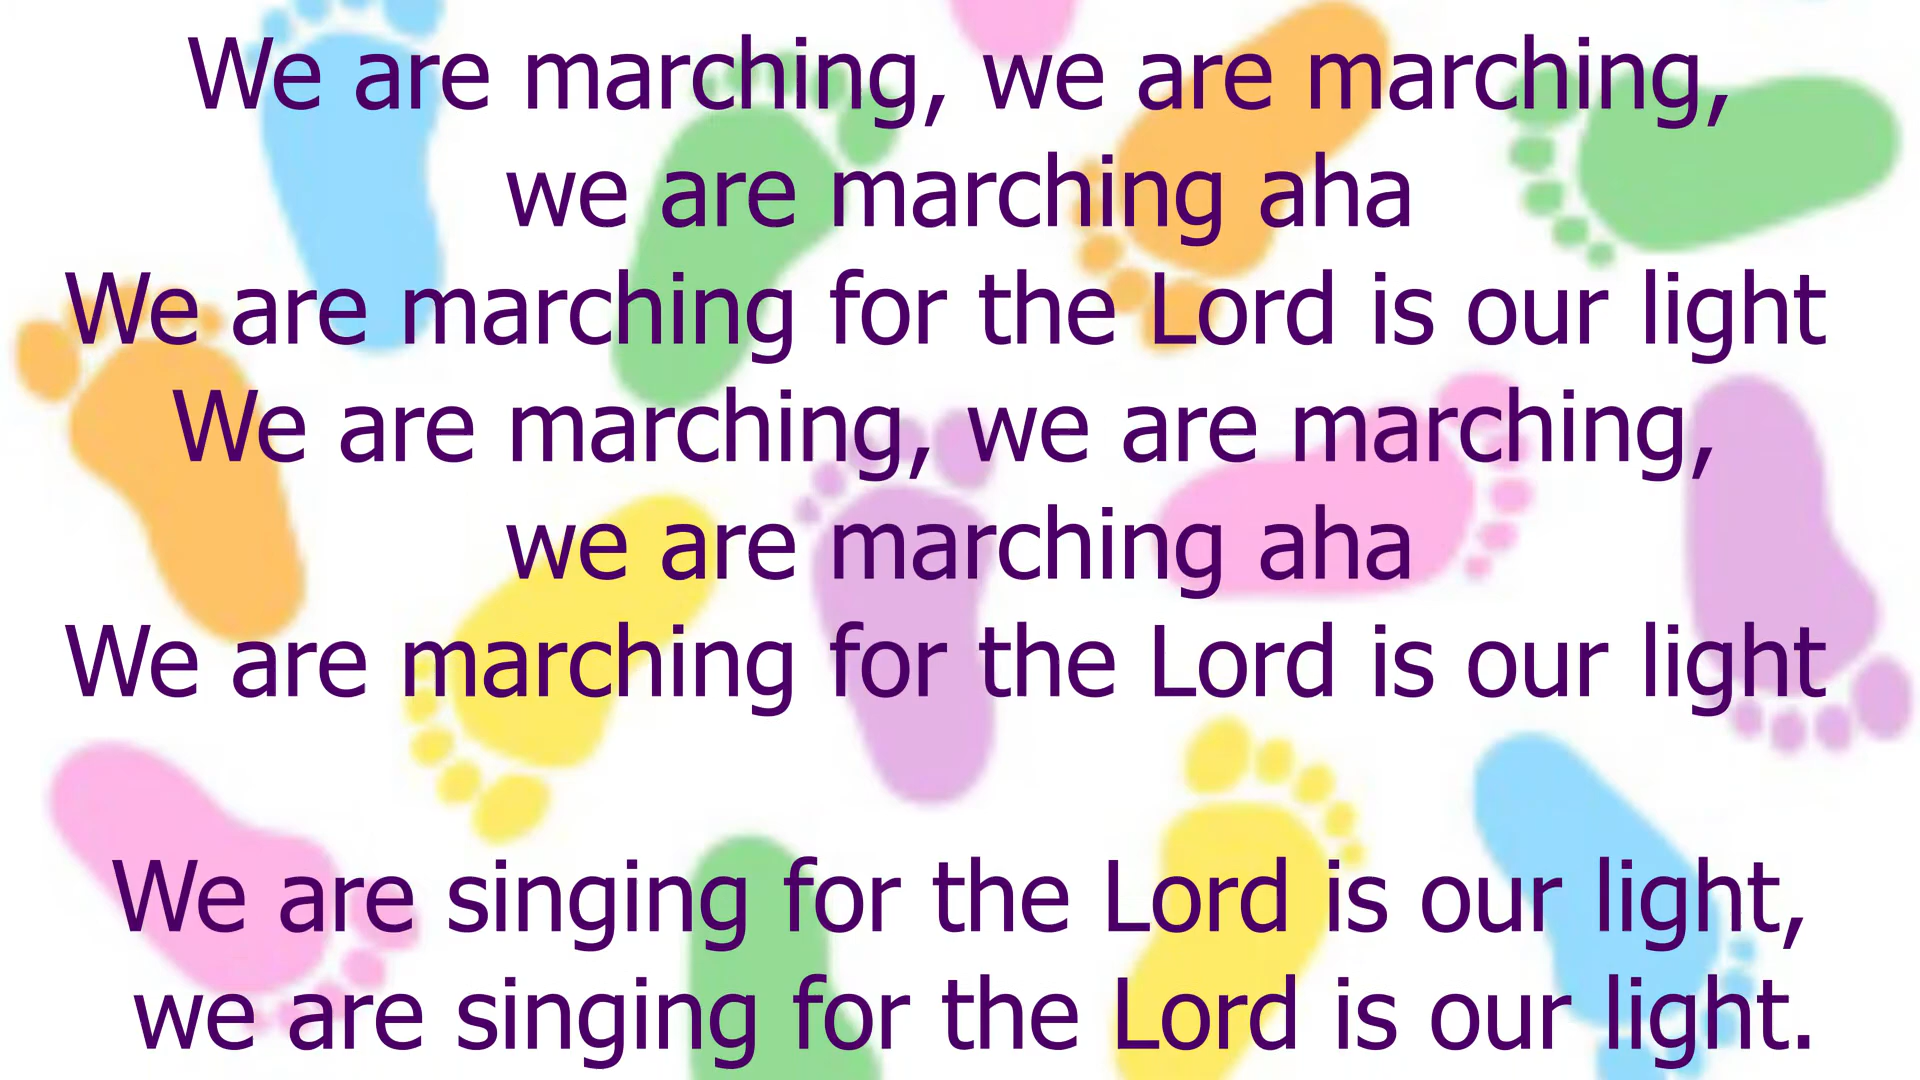 We are marching, we are marching,
we are marching aha
We are marching for the Lord is our light
We are marching, we are marching,
we are marching aha
We are marching for the Lord is our light
We are singing for the Lord is our light,
we are singing for the Lord is our light.